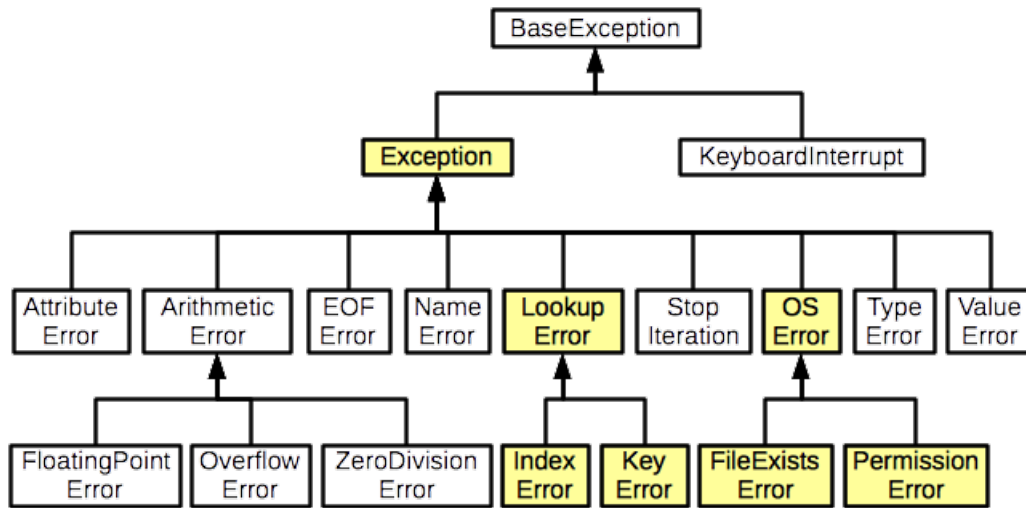 BaseException
Exception
KeyboardInterrupt
Attribute
Error
Arithmetic
Error
EOF
Error
Name
Error
Lookup
Error
Stop
Iteration
OS
Error
Type
Error
Value
Error
FloatingPoint
Error
Overflow
Error
ZeroDivision
Error
Index
Error
Key
Error
FileExists
Error
Permission
Error